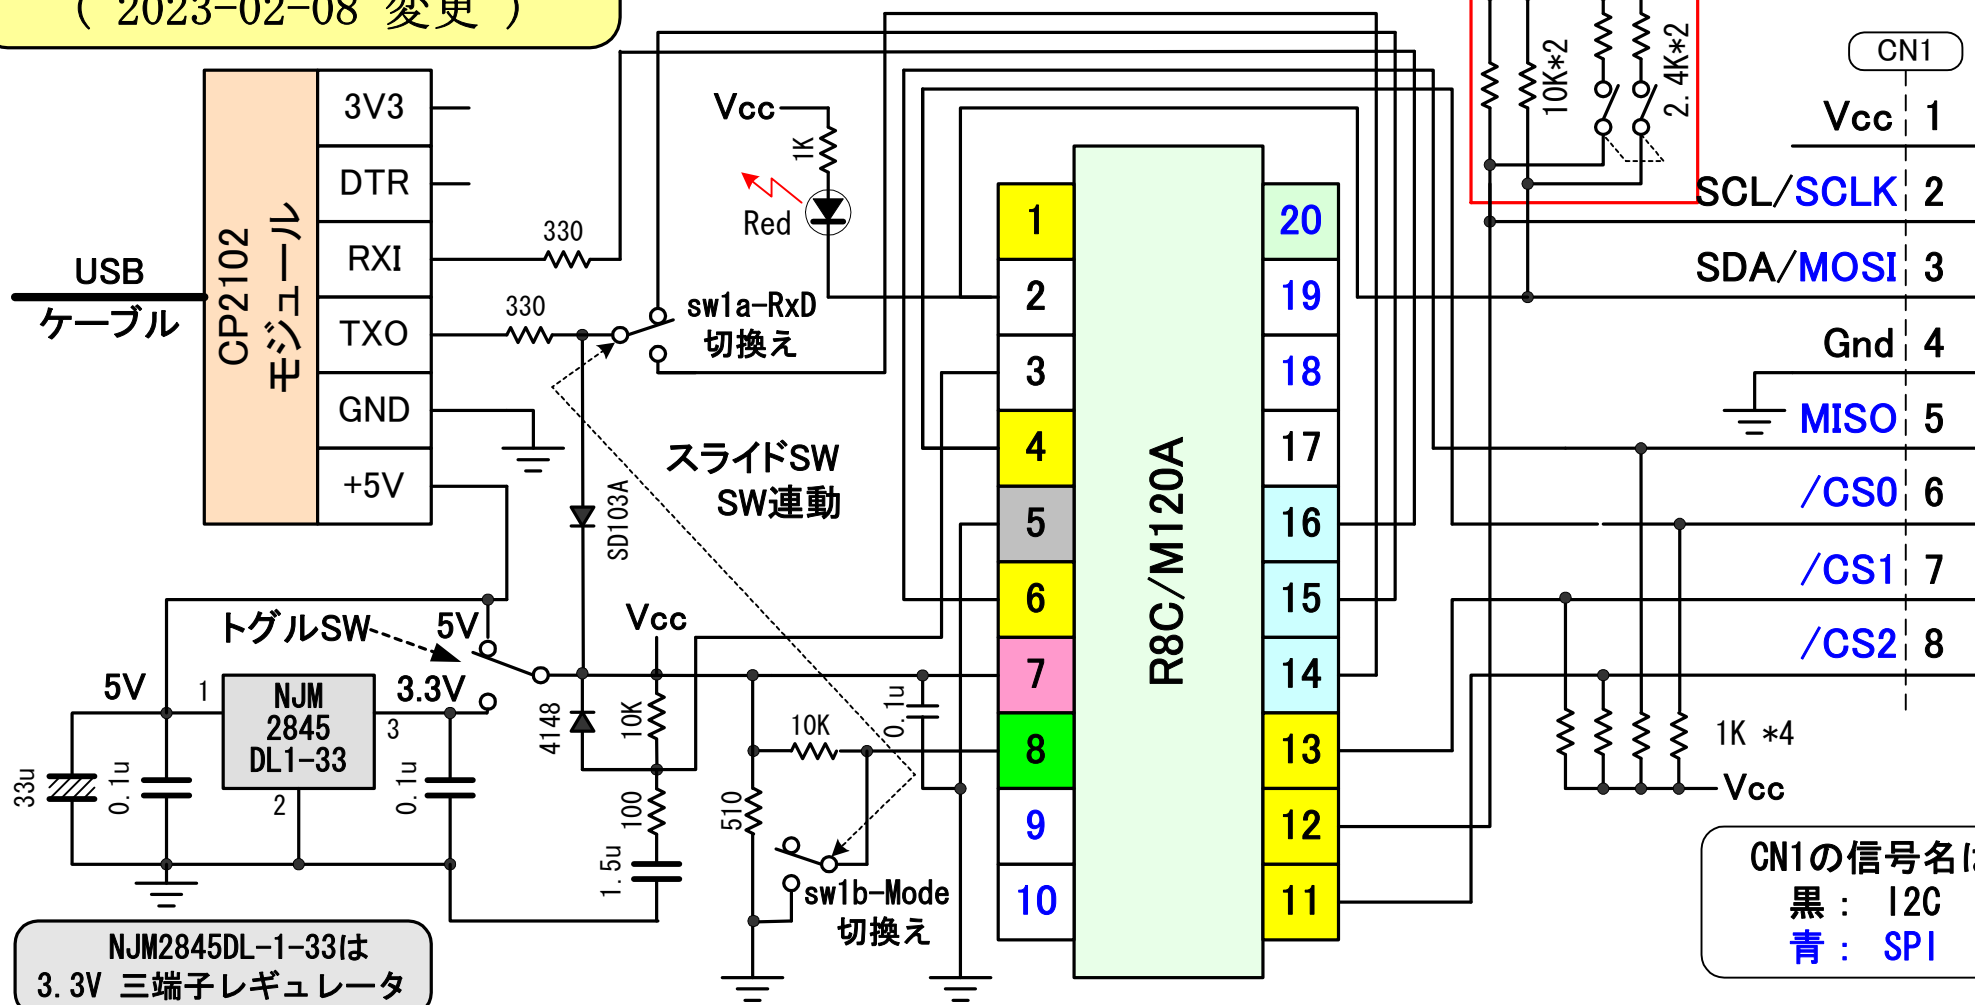 ( 2023-02-08 変更 )
CP2102
モジュール
3V3
DTR
RXI
TXO
GND
+5V
USB
ケーブル
330
330
Vcc
1K
Red
sw1a-RxD
切換え
スライドSW
SW連動
SD103A
トグルSW
5V
3.3V
Vcc
5V
1
NJM
2845
DL1-33
3
2
33u
0.1u
0.1u
4148
10K
100
1.5u
510
10K
0.1u
sw1b-Mode
切換え
NJM2845DL-1-33は
3.3V 三端子レギュレータ
R8C/M120A
1
2
3
4
5
6
7
8
9
10
20
19
18
17
16
15
14
13
12
11
10K*2
2.4K*2
CN1
Vcc 1
SCL/SCLK 2
SDA/MOSI 3
Gnd 4
MISO 5
/CS0 6
/CS1 7
/CS2 8
1K *4
Vcc
CN1の信号名は
黒： I2C
青： SPI